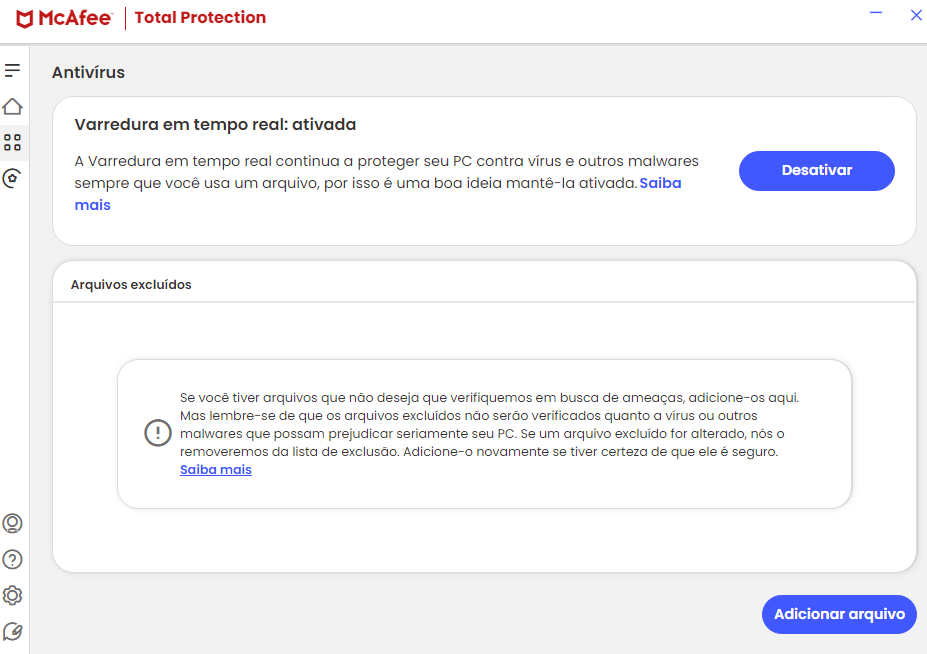 McAfee Total Protection
Antivírus
Varredura em tempo real: ativada
A Varredura em tempo real continua a proteger seu PC contra vírus e outros malwares
sempre que você usa um arquivo, por isso é uma boa ideia mantê-la ativada. Saiba
mais
Desativar
Arquivos excluídos
Se você tiver arquivos que não deseja que verifiquemos em busca de ameaças, adicione-os aqui.
Mas lembre-se de que os arquivos excluídos não serão verificados quanto a vírus ou outros
malwares que possam prejudicar seriamente seu PC. Se um arquivo excluído for alterado, nós o
removeremos da lista de exclusão. Adicione-o novamente se tiver certeza de que ele é seguro.
Saiba mais
Adicionar arquivo